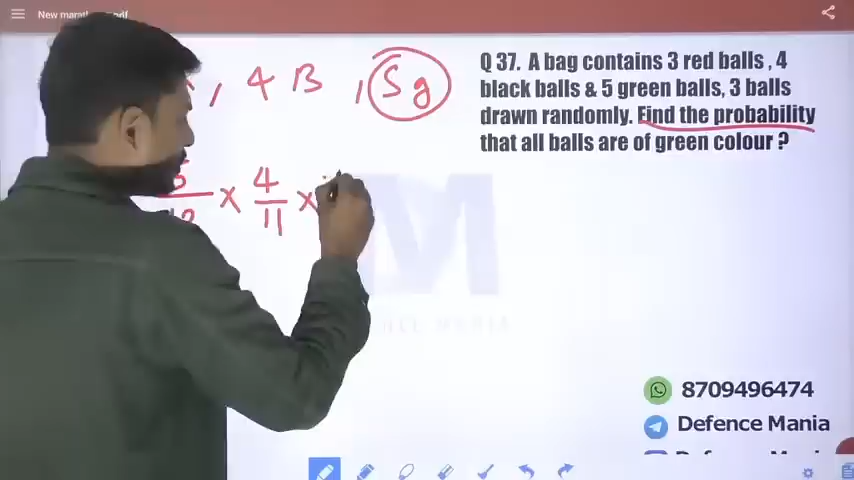 New
, 4 B , 5g
Q 37. A bag contains 3 red balls , 4
black balls & 5 green balls, 3 balls
drawn randomly. Find the probability
that all balls are of green colour ?
× 4/11 ×
8709496474
Defence Mania